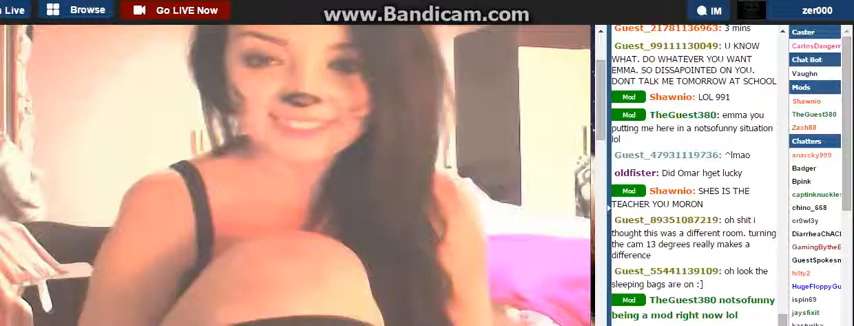 n Live
Browse
Go LIVE Now
www.Bandicam.com
IM
zer000
Guest_21781136963: 3 mins
Guest_99111130049: U KNOW
WHAT. DO WHATEVER YOU WANT
EMMA. SO DISSAPOINTED ON YOU.
DONT TALK ME TOMORROW AT SCHOOL
Mod Shawnio: LOL 991
Mod TheGuest380: emma you
putting me here in a notsofunny situation
lol
Guest_47931119736: ^lmao
oldfister: Did Omar hget lucky
Mod Shawnio: SHES IS THE
TEACHER YOU MORON
Guest_89351087219: oh shit i
thought this was a different room. turning
the cam 13 degrees really makes a
difference
Guest_55441139109: oh look the
sleeping bags are on :]
Mod TheGuest380 notsofunny
being a mod right now lol
Caster
CarlosDangerr
Chat Bot
Vaughn
Mods
Shawnio
TheGuest380
Zash88
Chatters
anarcky999
Badger
Bpink
captinknuckles
chino_668
cr0wl3y
DiarrheaChACH
GamingBytheE
GuestSpokesn
hilty2
HugeFloppyGu
ispin69
jaysfixit